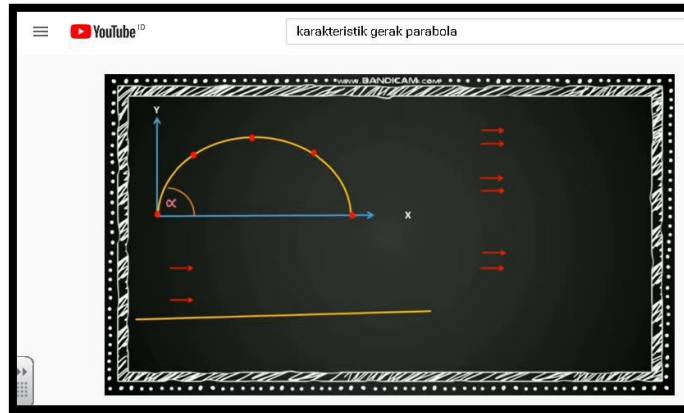 YouTube ID
karakteristik gerak parabola
www.BANDICAM.com
Y
α
X